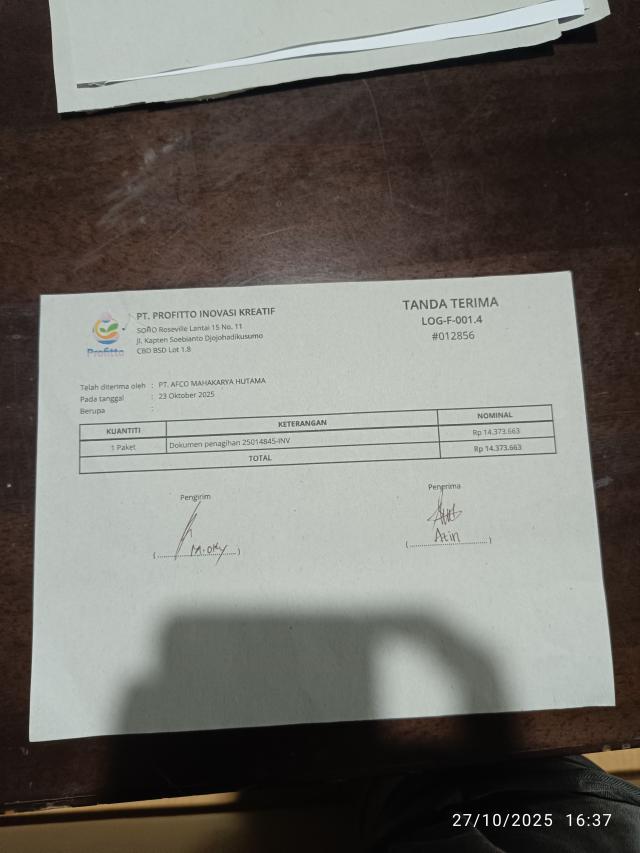 PT. PROFITTO INOVASI KREATIF
SOHO Roseville Lantai 15 No. 11
Jl. Kapten Soebianto Djojohadikusumo
CBD BSD Lot 1.8
Profitto
TANDA TERIMA
LOG-F-001.4
#012856
Telah diterima oleh : PT. AFCO MAHAKARYA HUTAMA
Pada tanggal : 23 Oktober 2025
Berupa :
KUANTITI KETERANGAN NOMINAL
1 Paket Dokumen penagihan 25014845-INV Rp 14.373.663
TOTAL Rp 14.373.663
Pengirim Penerima
(M.Oky) (Atin)
27/10/2025 16:37